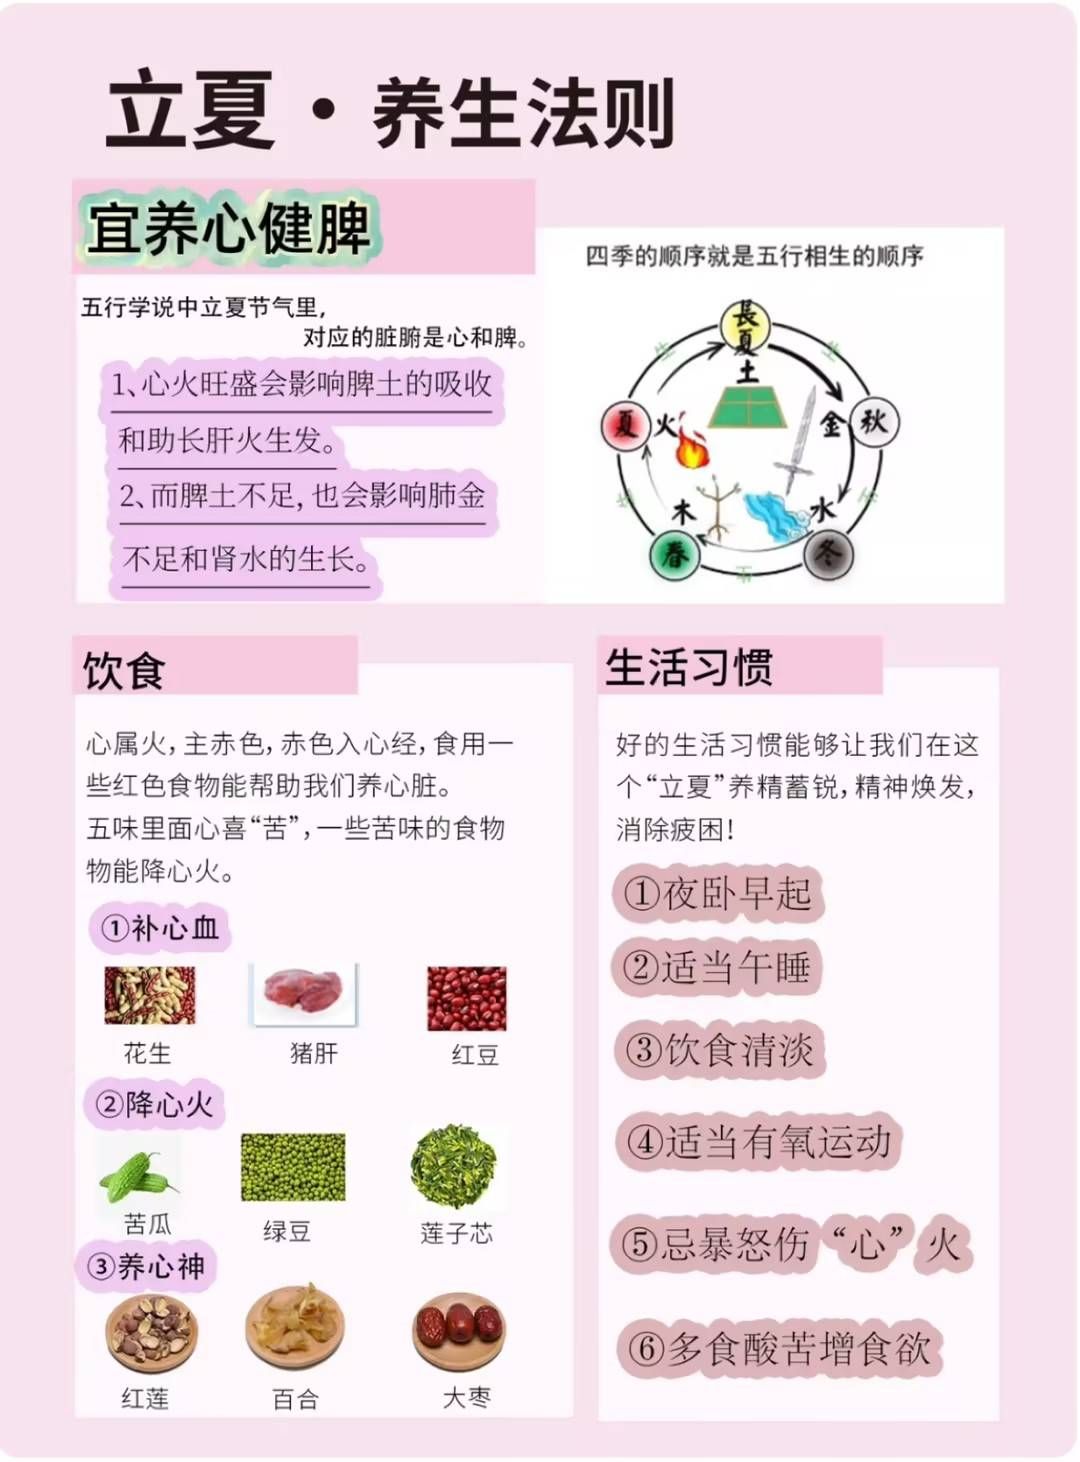 立夏·养生法则
宜养心健脾
五行学说中立夏节气里，
对应的脏腑是心和脾。
1、心火旺盛会影响脾土的吸收
和助长肝火生发。
2、而脾土不足，也会影响肺金
不足和肾水的生长。
四季的顺序就是五行相生的顺序
長夏
土
生
生
夏
火
金
秋
生
木
水
生
春
冬
生
饮食
心属火，主赤色，赤色入心经，食用一
些红色食物能帮助我们养心脏。
五味里面心喜“苦”，一些苦味的食物
物能降心火。
①补心血
花生
猪肝
红豆
②降心火
苦瓜
绿豆
莲子芯
③养心神
红莲
百合
大枣
生活习惯
好的生活习惯能够让我们在这
个“立夏”养精蓄锐，精神焕发，
消除疲困！
①夜卧早起
②适当午睡
③饮食清淡
④适当有氧运动
⑤忌暴怒伤“心”火
⑥多食酸苦增食欲